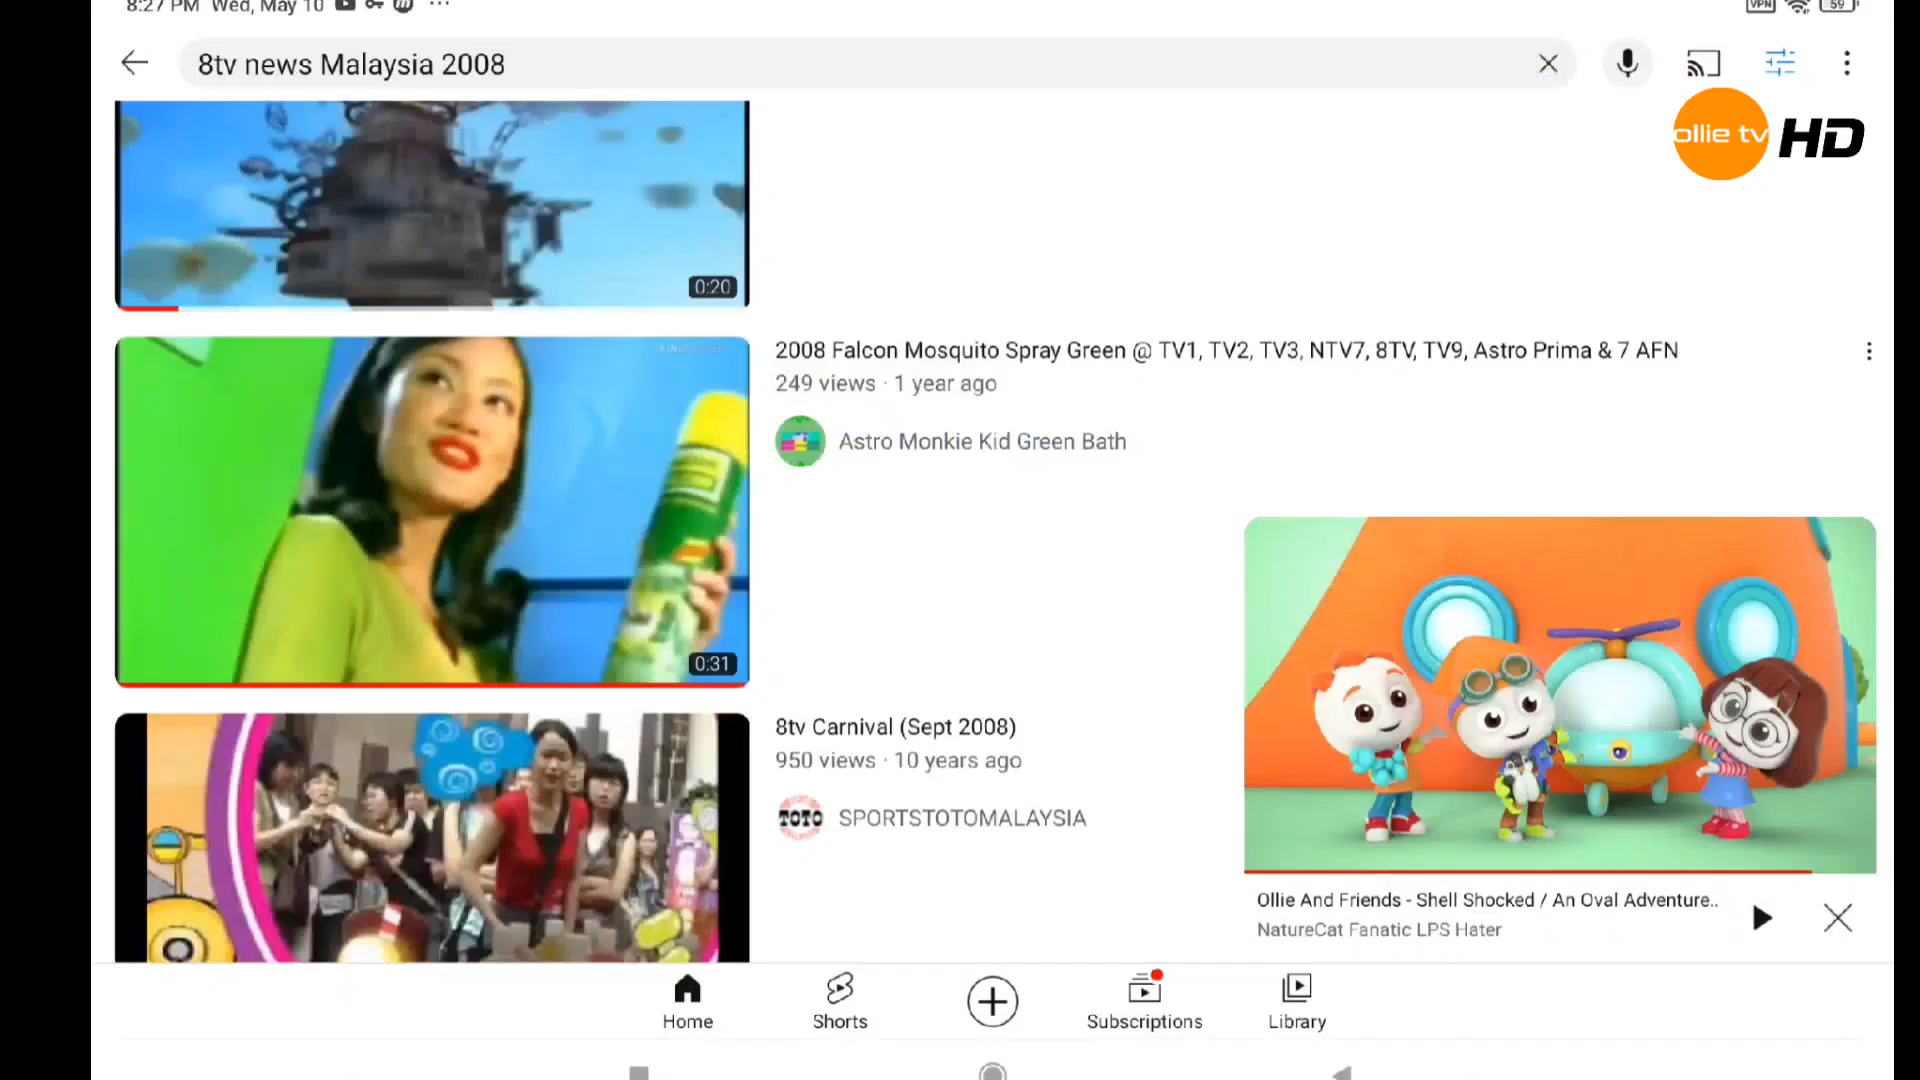 8:27 PM Wed, May 10
VPN
59
8tv news Malaysia 2008
ollie tv HD
0:20
2008 Falcon Mosquito Spray Green @ TV1, TV2, TV3, NTV7, 8TV, TV9, Astro Prima & 7 AFN
249 views · 1 year ago
Astro Monkie Kid Green Bath
0:31
8tv Carnival (Sept 2008)
950 views · 10 years ago
TOTO
SPORTSTOTOMALAYSIA
Ollie And Friends - Shell Shocked / An Oval Adventure..
NatureCat Fanatic LPS Hater
Home
Shorts
Subscriptions
Library